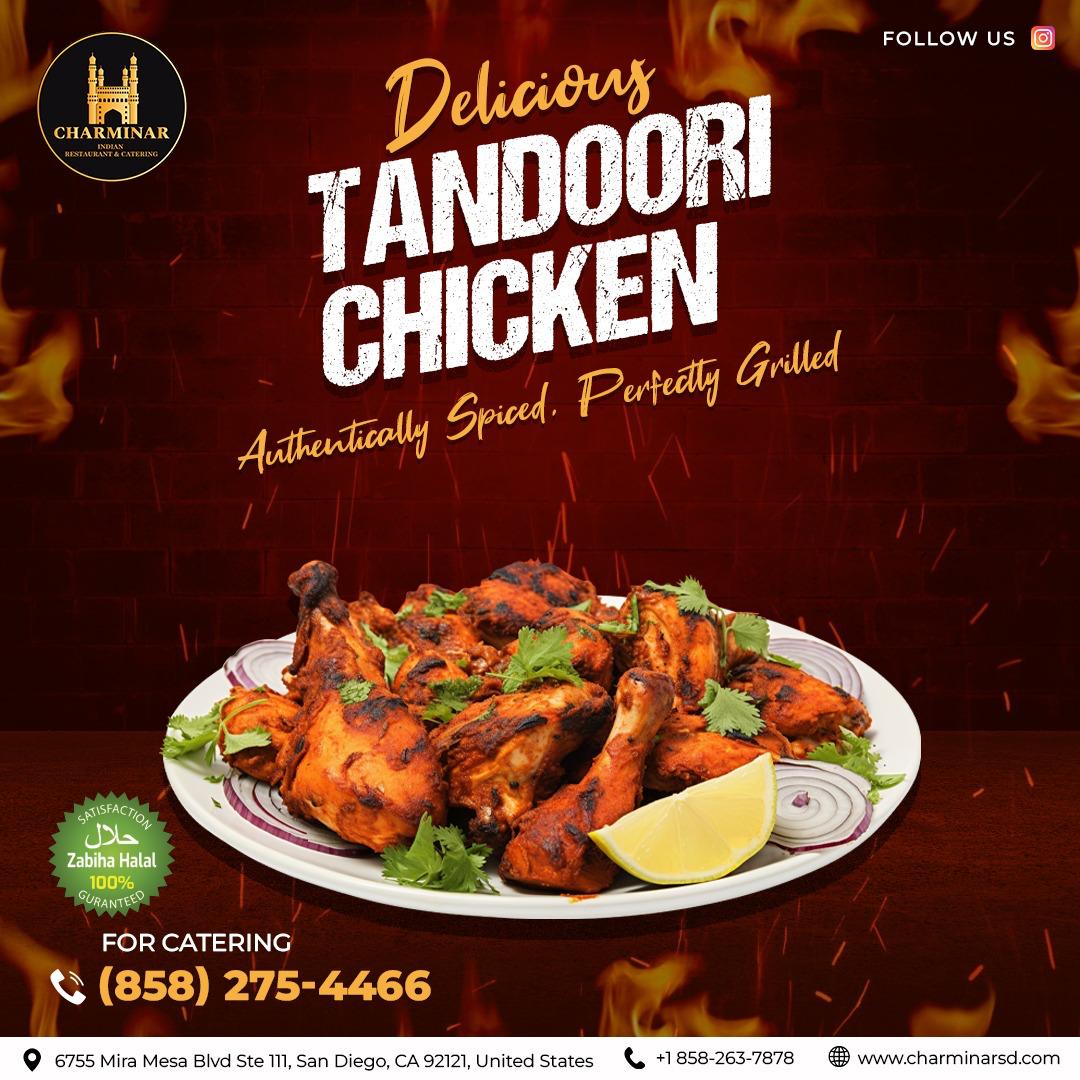 CHARMINAR
INDIAN
RESTAURANT & CATERING
FOLLOW US
Delicious
TANDOORI
CHICKEN
Authentically Spiced, Perfectly Grilled
SATISFACTION
حلال
Zabiha Halal
100%
GURANTEED
FOR CATERING
(858) 275-4466
6755 Mira Mesa Blvd Ste 111, San Diego, CA 92121, United States
+1 858-263-7878
www.charminarsd.com